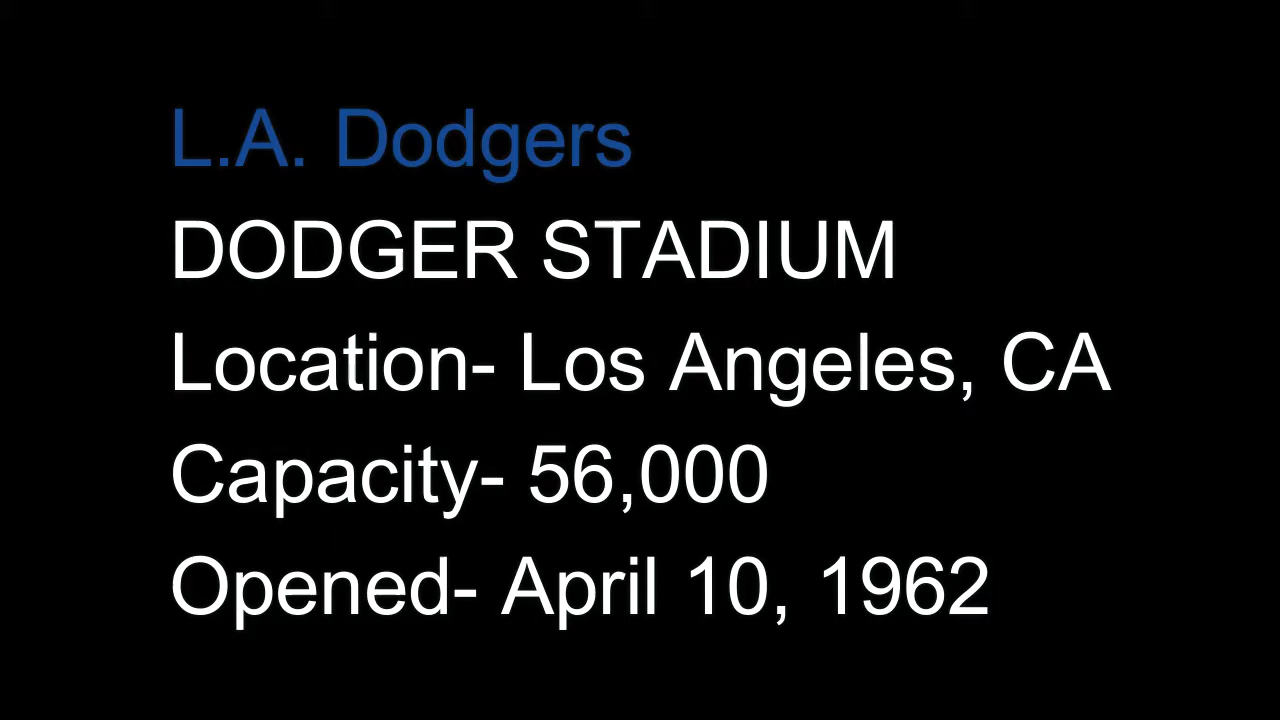 L.A. Dodgers
DODGER STADIUM
Location- Los Angeles, CA
Capacity- 56,000
Opened- April 10, 1962